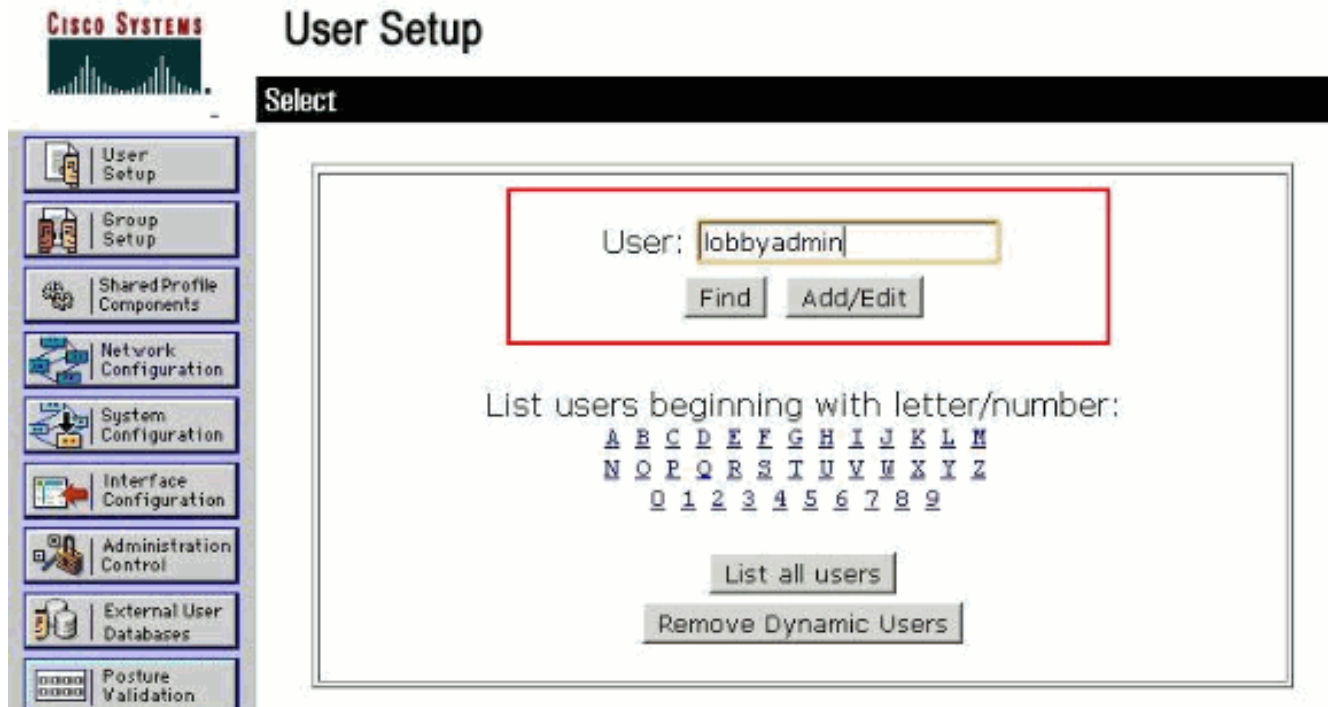 CISCO SYSTEMS
User Setup
Select
User
Setup
Group
Setup
Shared Profile
Components
Network
Configuration
System
Configuration
Interface
Configuration
Administration
Control
External User
Databases
Posture
Validation
User: lobbyadmin
Find Add/Edit
List users beginning with letter/number:
A B C D E F G H I J K L M
N O P Q R S T U V W X Y Z
0 1 2 3 4 5 6 7 8 9
List all users
Remove Dynamic Users